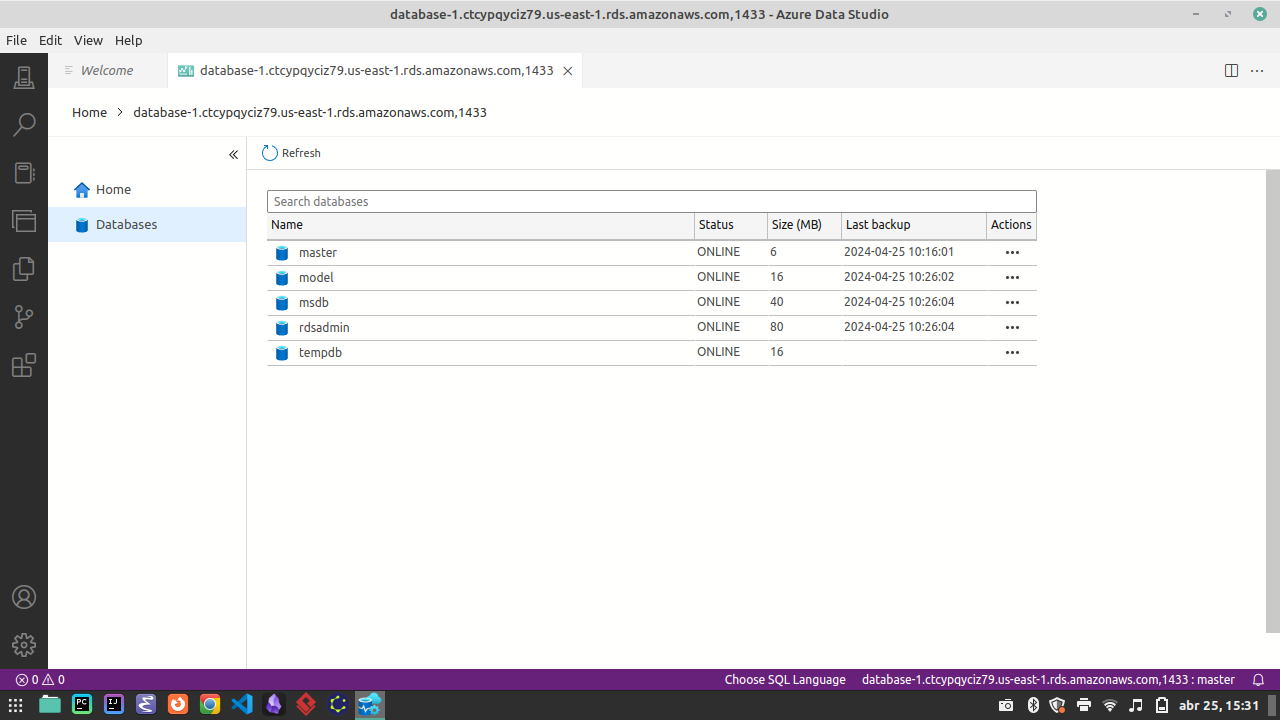 database-1.ctcypqyciz79.us-east-1.rds.amazonaws.com,1433 - Azure Data Studio
File Edit View Help
Welcome database-1.ctcypqyciz79.us-east-1.rds.amazonaws.com,1433
Home database-1.ctcypqyciz79.us-east-1.rds.amazonaws.com,1433
Refresh
Home
Databases
Search databases
Name Status Size (MB) Last backup Actions
master ONLINE 6 2024-04-25 10:16:01
model ONLINE 16 2024-04-25 10:26:02
msdb ONLINE 40 2024-04-25 10:26:04
rdsadmin ONLINE 80 2024-04-25 10:26:04
tempdb ONLINE 16
0 0 Choose SQL Language database-1.ctcypqyciz79.us-east-1.rds.amazonaws.com,1433 : master
PC IJ abr 25, 15:31